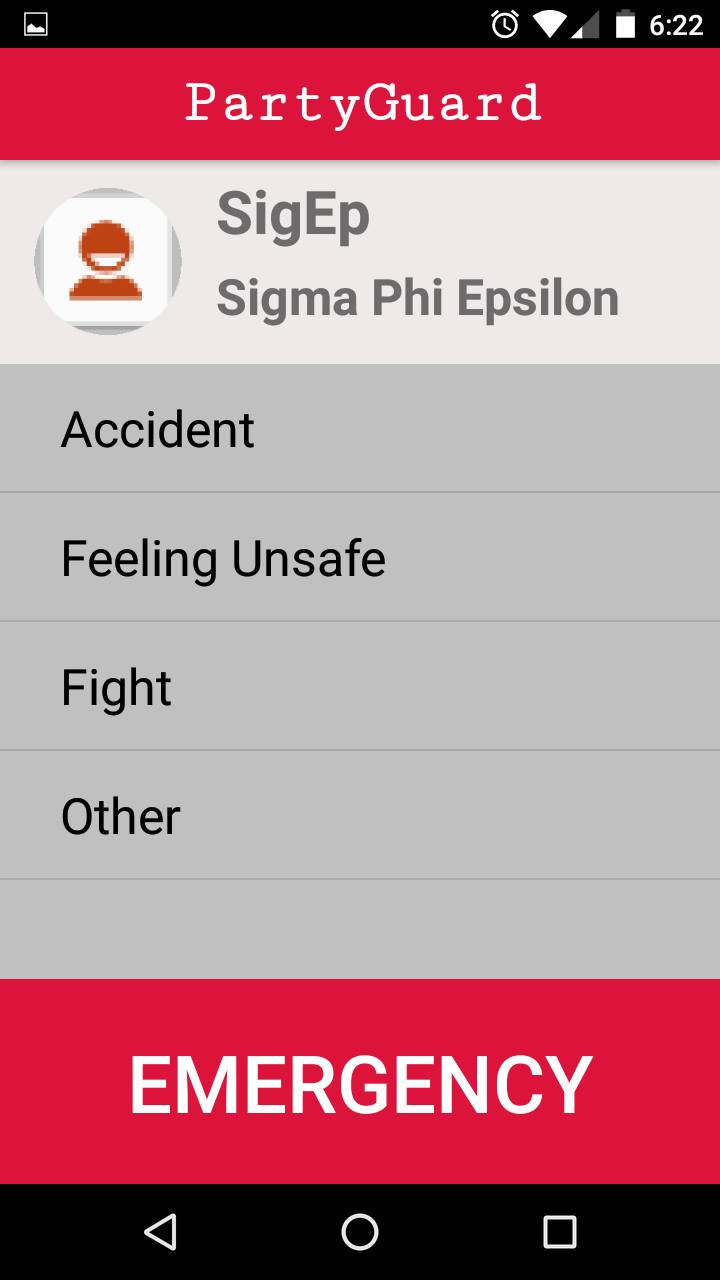 6:22
PartyGuard
SigEp
Sigma Phi Epsilon
Accident
Feeling Unsafe
Fight
Other
EMERGENCY